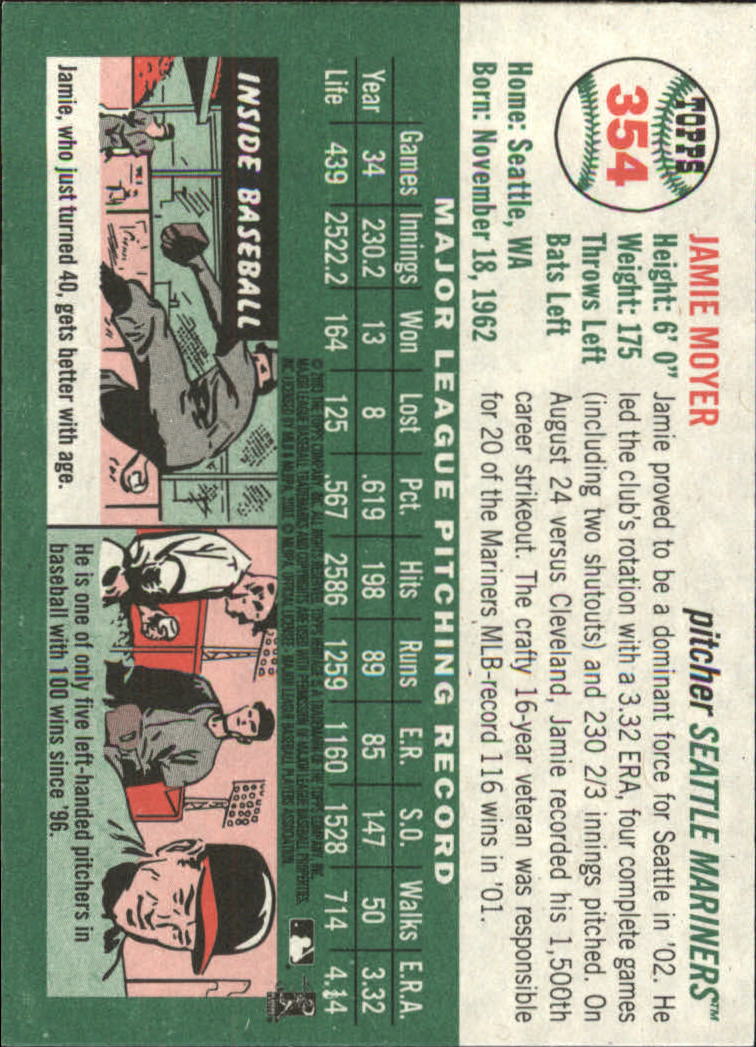 TOPPS
354
JAMIE MOYER
pitcher SEATTLE MARINERS™
Height: 6' 0"
Weight: 175
Throws Left
Bats Left
Home: Seattle, WA
Born: November 18, 1962
Jamie proved to be a dominant force for Seattle in '02. He
led the club's rotation with a 3.32 ERA, four complete games
(including two shutouts) and 230 2/3 innings pitched. On
August 24 versus Cleveland, Jamie recorded his 1,500th
career strikeout. The crafty 16-year veteran was responsible
for 20 of the Mariners MLB-record 116 wins in '01.
MAJOR LEAGUE PITCHING RECORD
Games Innings Won Lost Pct. Hits Runs E.R. S.O. Walks E.R.A.
Year 34 230.2 13 8 .619 198 89 85 147 50 3.32
Life 439 2522.2 164 125 .567 2586 1259 1160 1528 714 4.14
INSIDE BASEBALL
Jamie, who just turned 40, gets better with age.
He is one of only five left-handed pitchers in
baseball with 100 wins since '96.